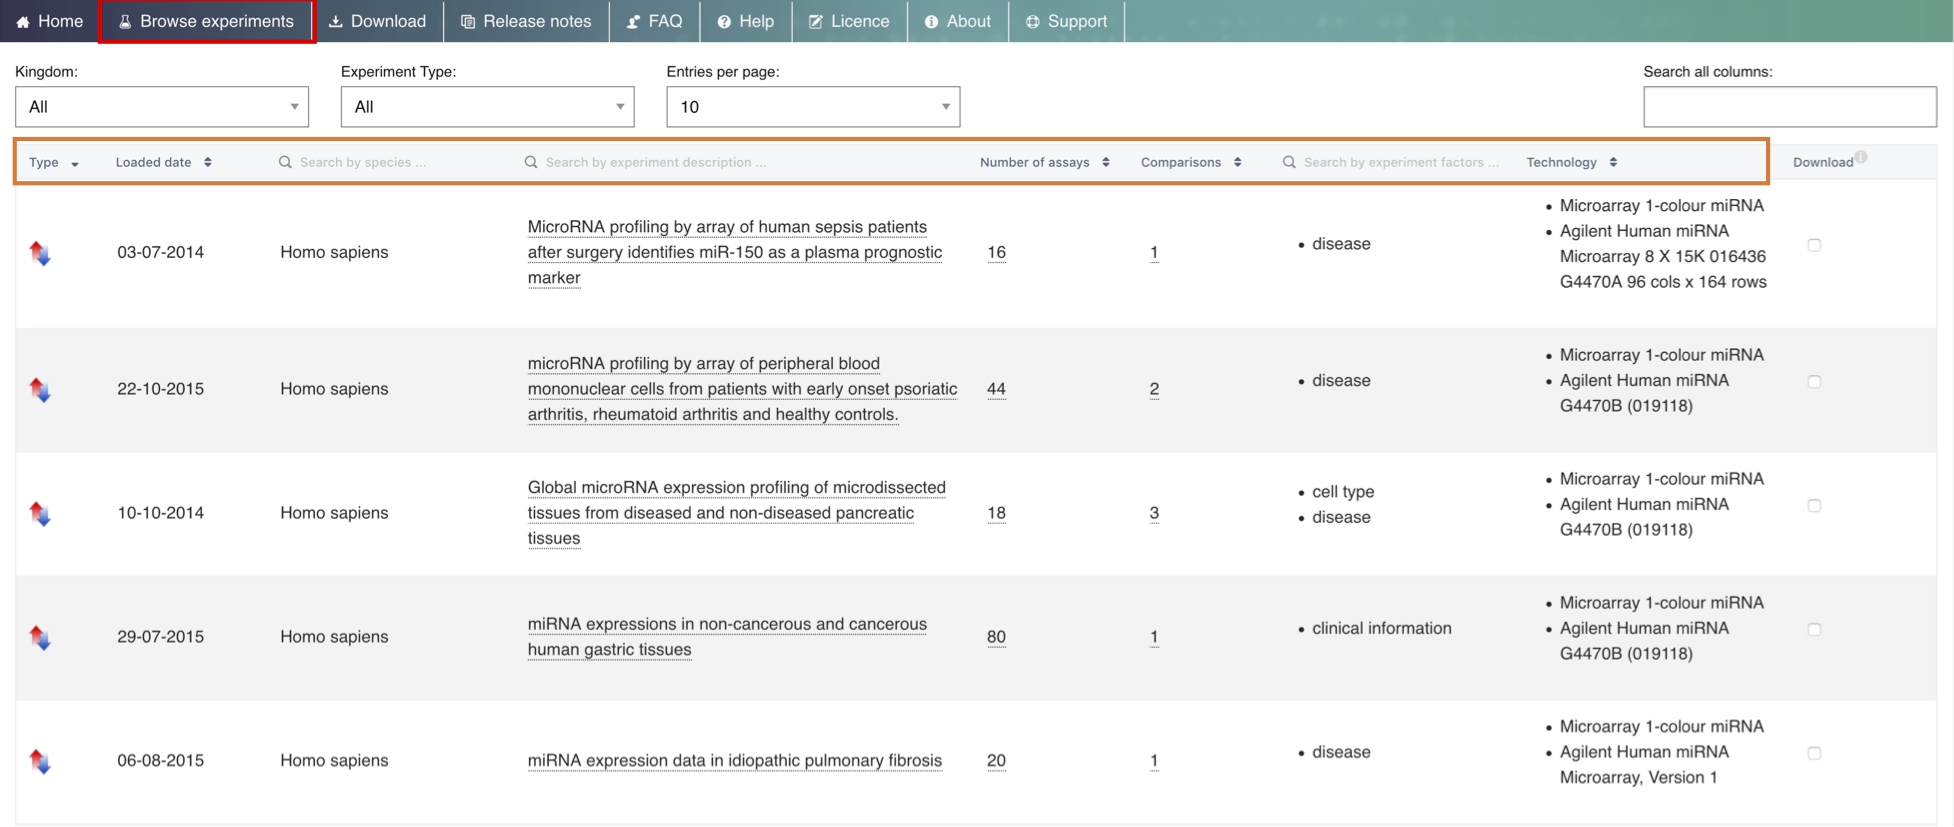 Home Browse experiments Download Release notes FAQ Help Licence About Support
Kingdom: Experiment Type: Entries per page: Search all columns:
All All 10
Type Loaded date Search by species ... Search by experiment description ... Number of assays Comparisons Search by experiment factors ... Technology Download
03-07-2014
Homo sapiens
MicroRNA profiling by array of human sepsis patients
after surgery identifies miR-150 as a plasma prognostic
marker
16
1
• disease
• Microarray 1-colour miRNA
• Agilent Human miRNA
Microarray 8 X 15K 016436
G4470A 96 cols x 164 rows
22-10-2015
Homo sapiens
microRNA profiling by array of peripheral blood
mononuclear cells from patients with early onset psoriatic
arthritis, rheumatoid arthritis and healthy controls.
44
2
• disease
• Microarray 1-colour miRNA
• Agilent Human miRNA
G4470B (019118)
10-10-2014
Homo sapiens
Global microRNA expression profiling of microdissected
tissues from diseased and non-diseased pancreatic
tissues
18
3
• cell type
• disease
• Microarray 1-colour miRNA
• Agilent Human miRNA
G4470B (019118)
29-07-2015
Homo sapiens
miRNA expressions in non-cancerous and cancerous
human gastric tissues
80
1
• clinical information
• Microarray 1-colour miRNA
• Agilent Human miRNA
G4470B (019118)
06-08-2015
Homo sapiens
miRNA expression data in idiopathic pulmonary fibrosis
20
1
• disease
• Microarray 1-colour miRNA
• Agilent Human miRNA
Microarray, Version 1